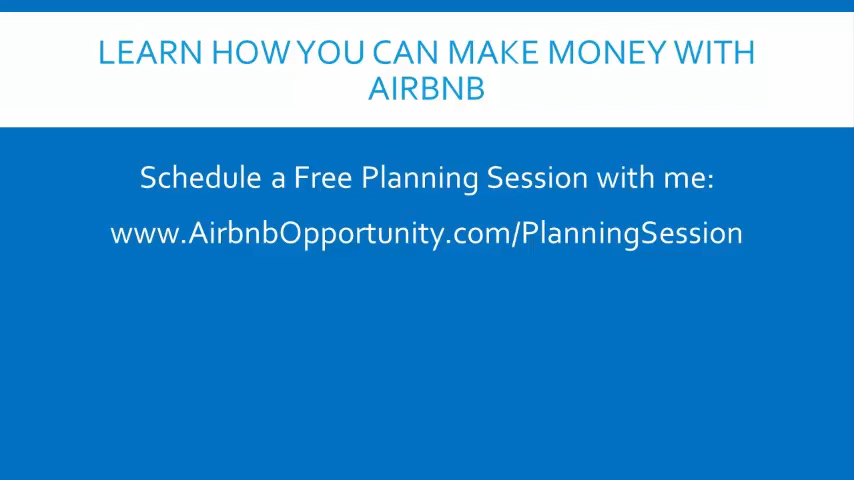 LEARN HOW YOU CAN MAKE MONEY WITH
AIRBNB
Schedule a Free Planning Session with me:
www.AirbnbOpportunity.com/PlanningSession